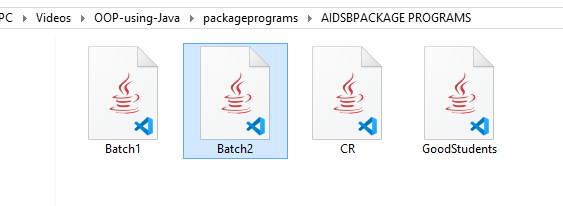 PC > Videos > OOP-using-Java > packageprograms > AIDSBPACKAGE PROGRAMS
Batch1 Batch2 CR GoodStudents